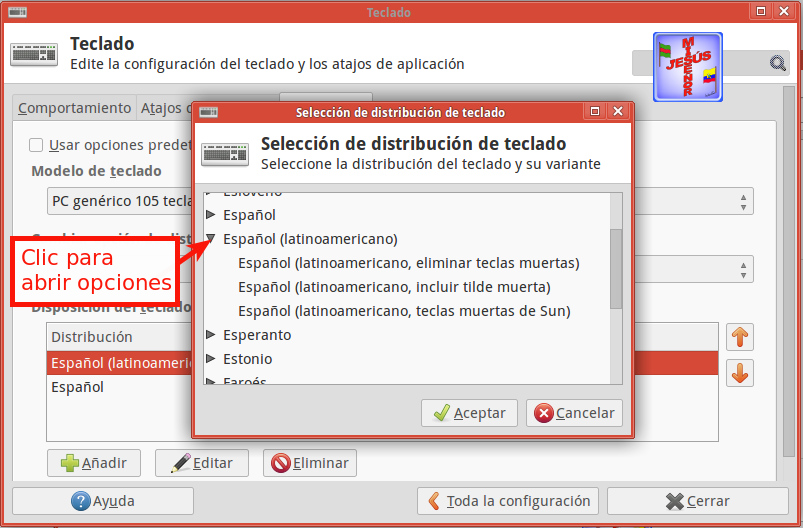 Teclado
Teclado
Edite la configuración del teclado y los atajos de aplicación
MISEÑOR
JESÚS
Comportamiento
Atajos
Selección de distribución de teclado
Selección de distribución de teclado
Seleccione la distribución del teclado y su variante
Usar opciones predet
Modelo de teclado
PC genérico 105 tecla
Esloveno
Español
Español (latinoamericano)
Español (latinoamericano, eliminar teclas muertas)
Español (latinoamericano, incluir tilde muerta)
Español (latinoamericano, teclas muertas de Sun)
Esperanto
Estonio
Faroés
Clic para
abrir opciones
Disposición del teclado
Distribución
Español (latinoameri
Español
Aceptar
Cancelar
Añadir
Editar
Eliminar
Ayuda
Toda la configuración
Cerrar